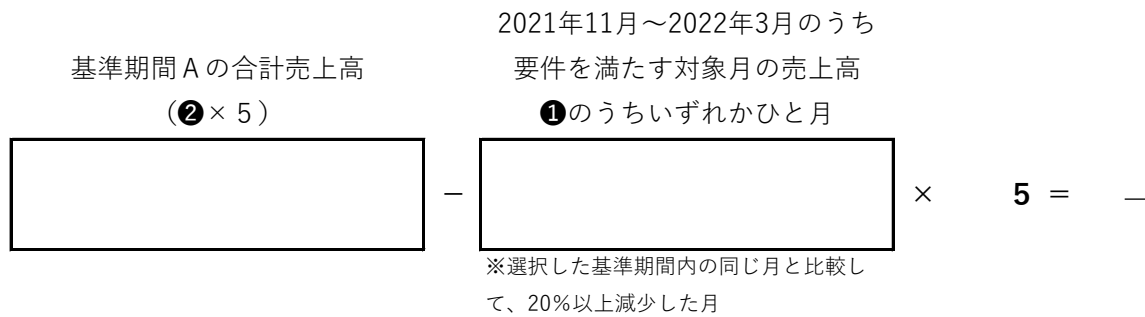 基準期間Aの合計売上高
(❷×5)
2021年11月～2022年3月のうち
要件を満たす対象月の売上高
❶のうちいずれかひと月
－ × 5 ＝
※選択した基準期間内の同じ月と比較し
て、20％以上減少した月